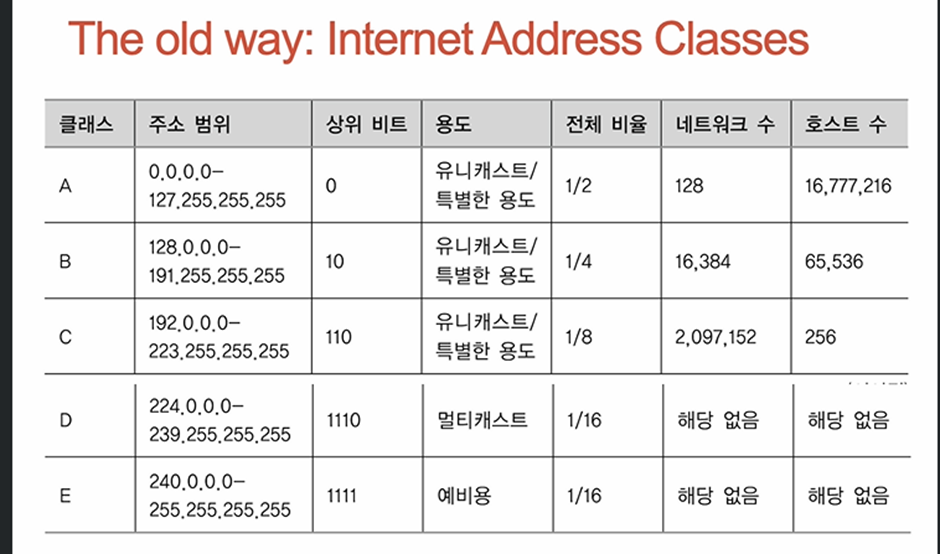 The old way: Internet Address Classes
클래스 주소 범위 상위 비트 용도 전체 비율 네트워크 수 호스트 수
A 0.0.0.0–127.255.255.255 0 유니캐스트/특별한 용도 1/2 128 16,777,216
B 128.0.0.0–191.255.255.255 10 유니캐스트/특별한 용도 1/4 16,384 65,536
C 192.0.0.0–223.255.255.255 110 유니캐스트/특별한 용도 1/8 2,097,152 256
D 224.0.0.0–239.255.255.255 1110 멀티캐스트 1/16 해당 없음 해당 없음
E 240.0.0.0–255.255.255.255 1111 예비용 1/16 해당 없음 해당 없음